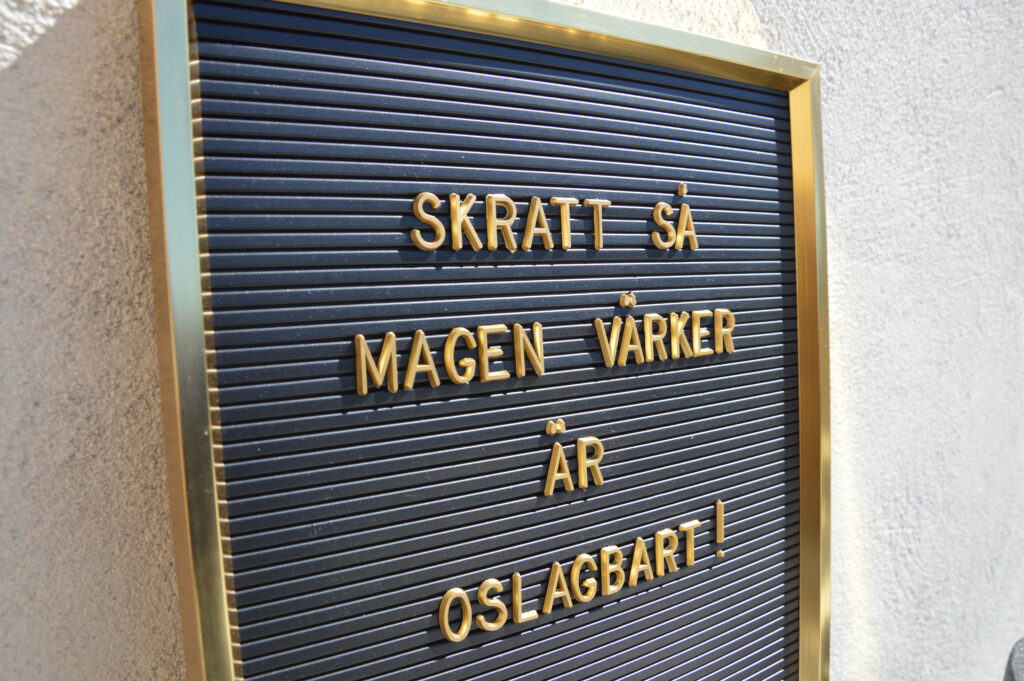 SKRATT SÅ
MAGEN VÄRKER
ÄR
OSLAGBART!